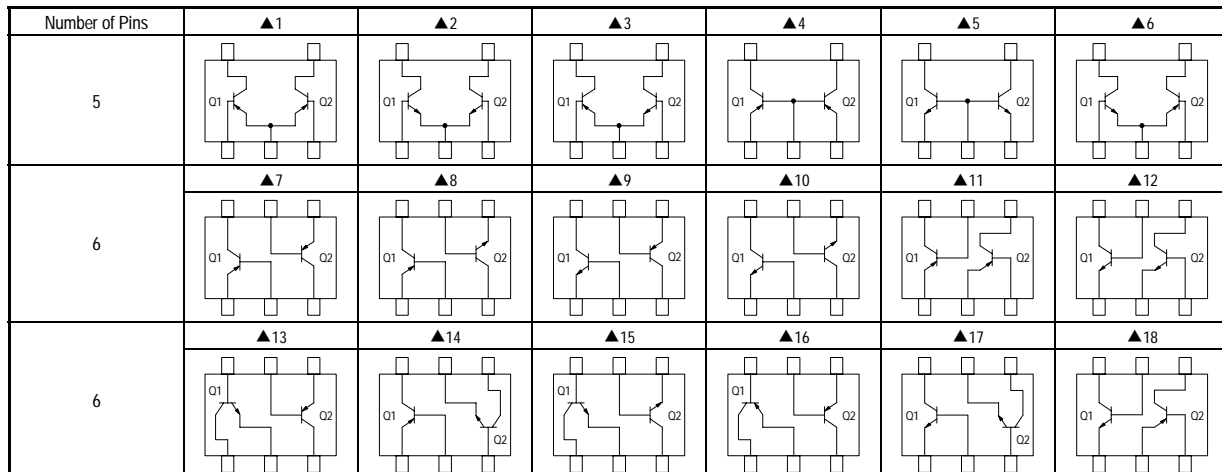 Number of Pins ▲1 ▲2 ▲3 ▲4 ▲5 ▲6
5 Q1 Q2 Q1 Q2 Q1 Q2 Q1 Q2 Q1 Q2 Q1 Q2
▲7 ▲8 ▲9 ▲10 ▲11 ▲12
6 Q1 Q2 Q1 Q2 Q1 Q2 Q1 Q2 Q1 Q2 Q1 Q2
▲13 ▲14 ▲15 ▲16 ▲17 ▲18
6 Q1 Q2 Q1 Q2 Q1 Q2 Q1 Q2 Q1 Q2 Q1 Q2